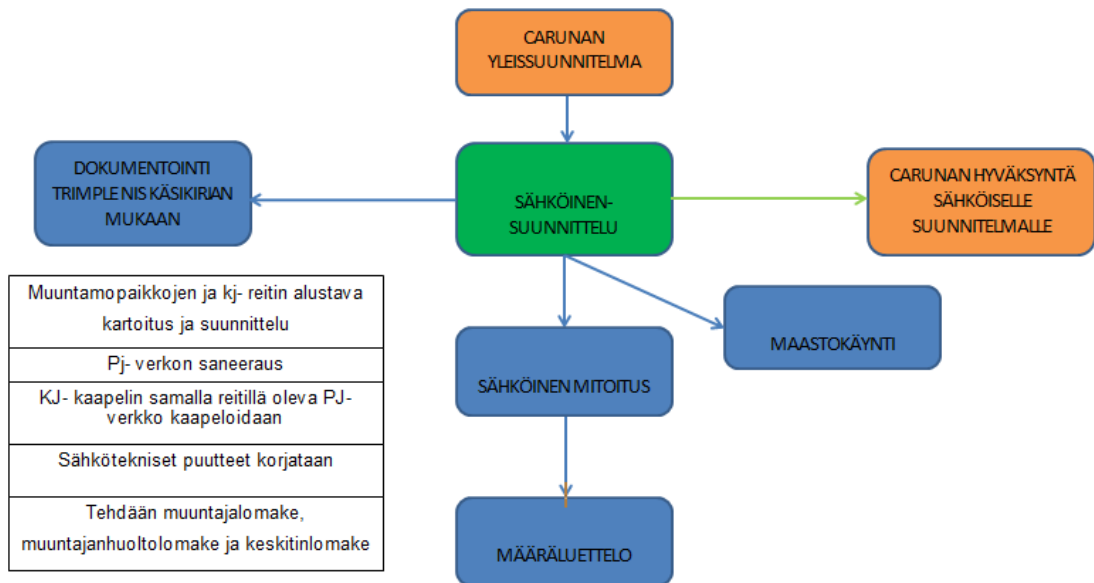 CARUNAN
YLEISSUUNNITELMA
DOKUMENTOINTI
TRIMPLE NIS KÄSIKIRJAN
MUKAAN
SÄHKÖINEN-
SUUNNITTELU
CARUNAN HYVÄKSYNTÄ
SÄHKÖISELLE
SUUNNITELMALLE
Muuntamopaikkojen ja kj- reitin alustava
kartoitus ja suunnittelu
Pj- verkon saneeraus
KJ- kaapelin samalla reitillä oleva PJ-
verkko kaapeloidaan
Sähkötekniset puutteet korjataan
Tehdään muuntajalomake,
muuntajanhuoltolomake ja keskitinlomake
SÄHKÖINEN MITOITUS
MAASTOKÄYNTI
MÄÄRÄLUETTELO